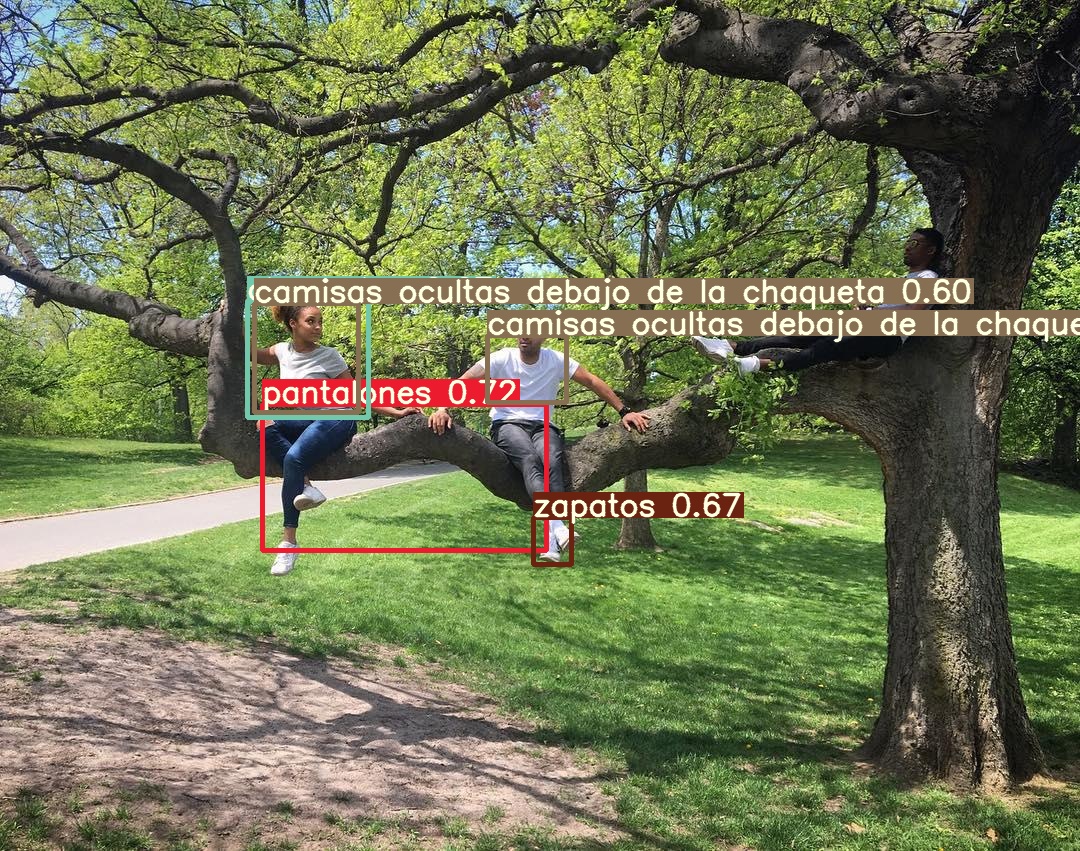 camisas ocultas debajo de la chaqueta 0.60
camisas ocultas debajo de la chaque
pantalones 0.72
zapatos 0.67